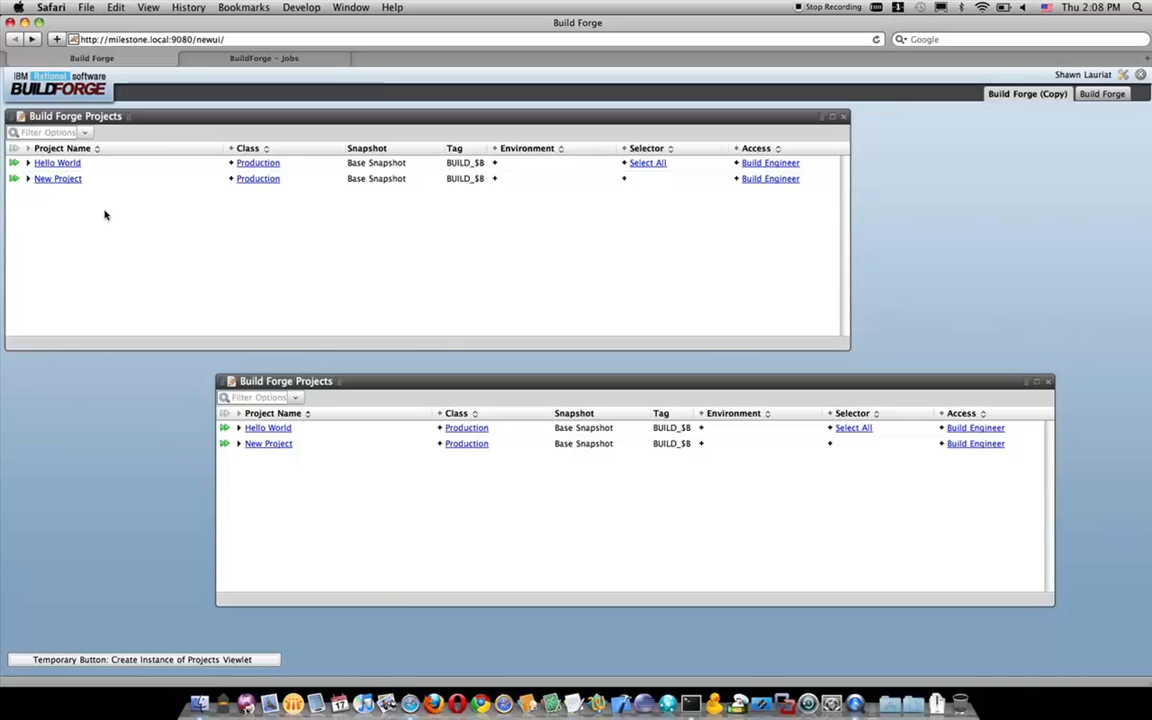 Safari File Edit View History Bookmarks Develop Window Help Stop Recording Thu 2:08 PM
Build Forge
http://milestone.local:9080/newui/ Google
Build Forge BuildForge - Jobs
IBM Rational software Shawn Lauriat
BUILDFORGE Build Forge (Copy) Build Forge
Build Forge Projects
Filter Options
Project Name Class Snapshot Tag Environment Selector Access
Hello World Production Base Snapshot BUILD_$B Select All Build Engineer
New Project Production Base Snapshot BUILD_$B Build Engineer
Build Forge Projects
Filter Options
Project Name Class Snapshot Tag Environment Selector Access
Hello World Production Base Snapshot BUILD_$B Select All Build Engineer
New Project Production Base Snapshot BUILD_$B Build Engineer
Temporary Button: Create Instance of Projects Viewlet